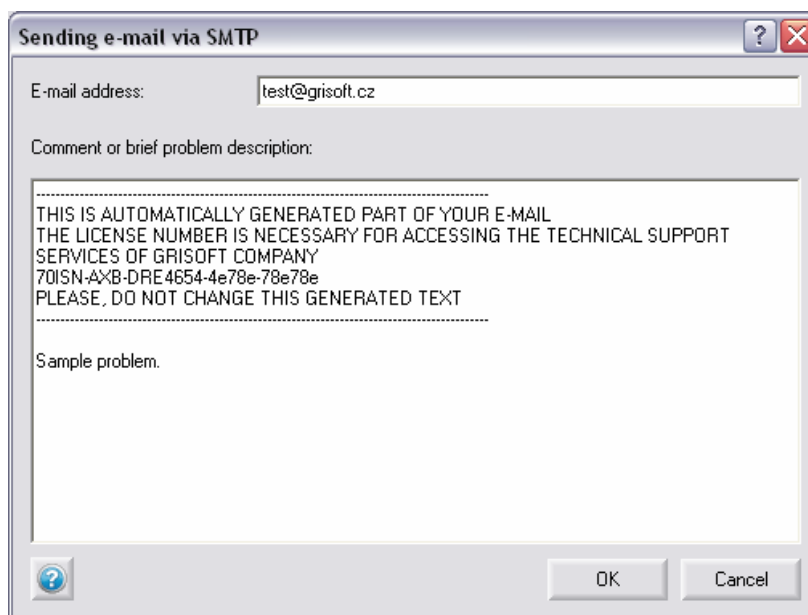 Sending e-mail via SMTP
E-mail address:
test@grisoft.cz
Comment or brief problem description:
--------------------------------------------------------------------------------
THIS IS AUTOMATICALLY GENERATED PART OF YOUR E-MAIL
THE LICENSE NUMBER IS NECESSARY FOR ACCESSING THE TECHNICAL SUPPORT
SERVICES OF GRISOFT COMPANY
70ISN-AXB-DRE4654-4e78e-78e78e
PLEASE, DO NOT CHANGE THIS GENERATED TEXT
--------------------------------------------------------------------------------
Sample problem.
OK
Cancel